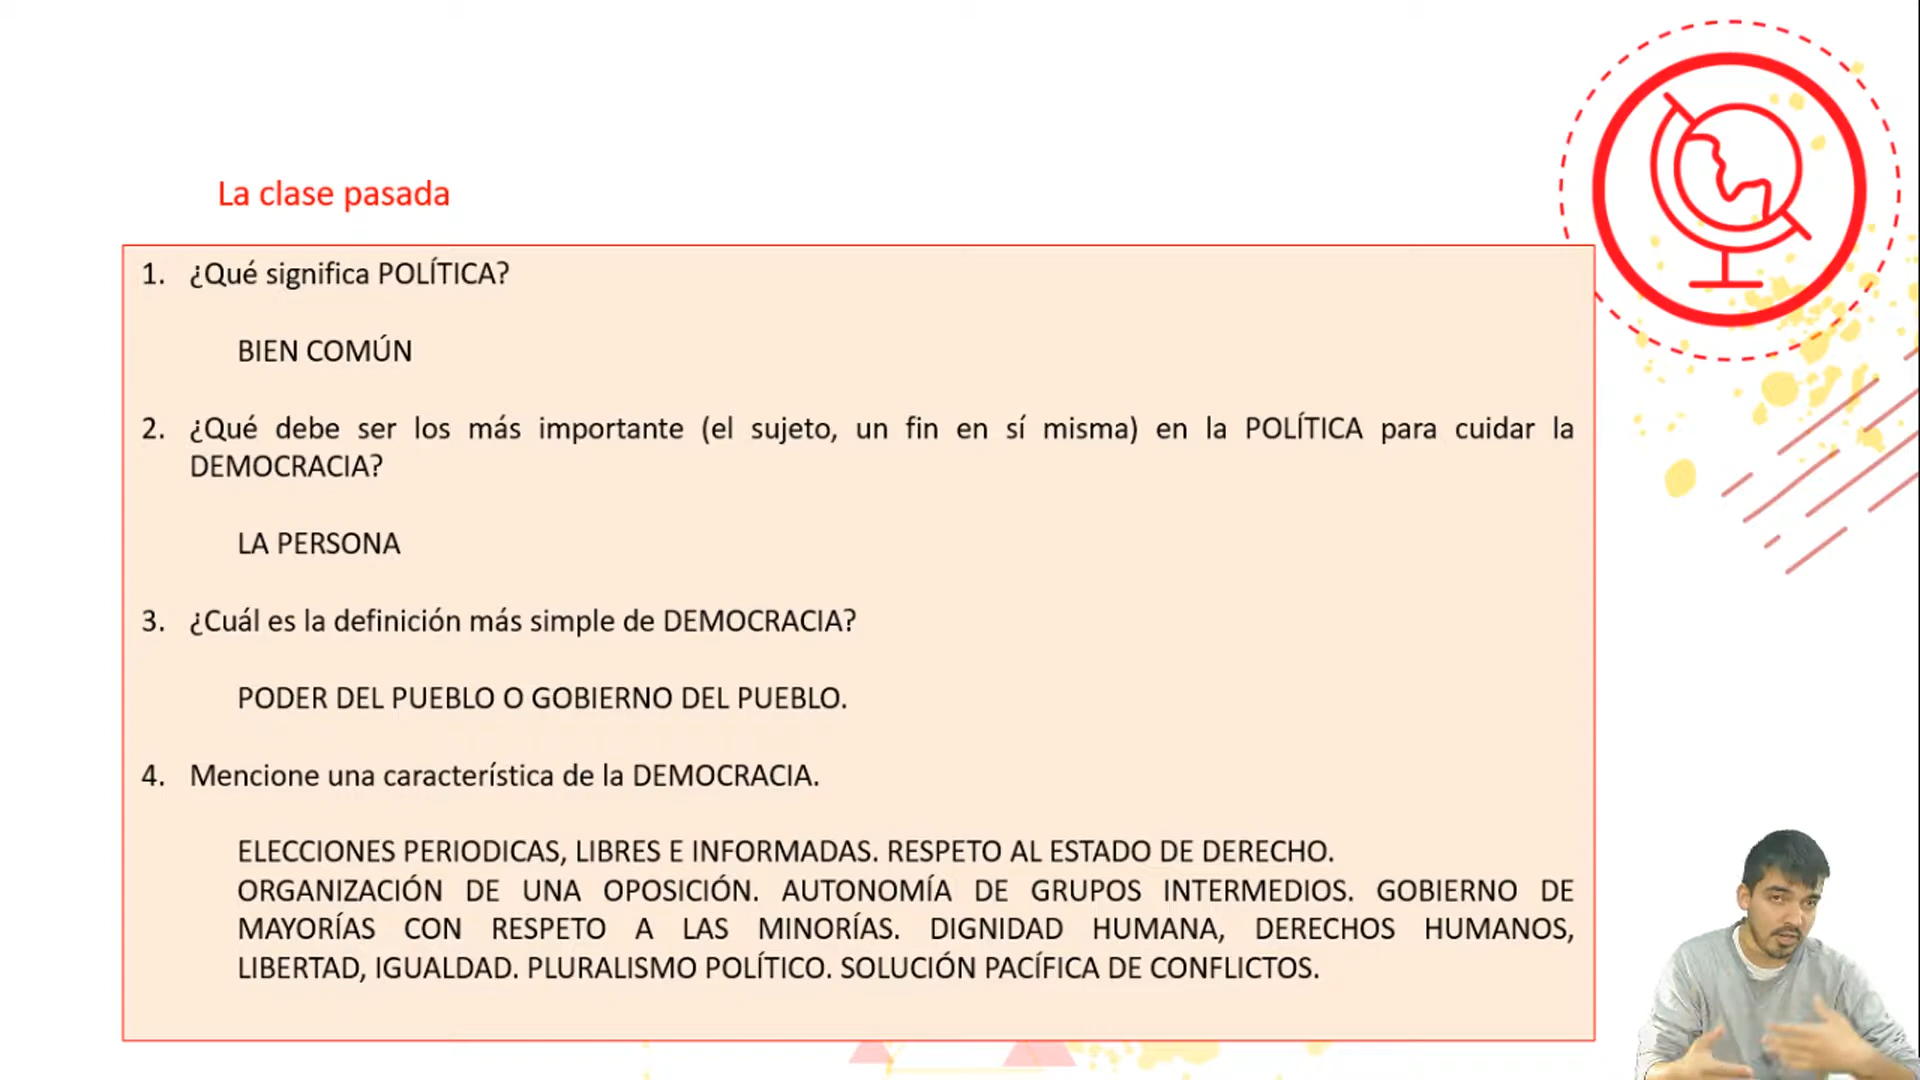 La clase pasada
1. ¿Qué significa POLÍTICA?
BIEN COMÚN
2. ¿Qué debe ser los más importante (el sujeto, un fin en sí misma) en la POLÍTICA para cuidar la
DEMOCRACIA?
LA PERSONA
3. ¿Cuál es la definición más simple de DEMOCRACIA?
PODER DEL PUEBLO O GOBIERNO DEL PUEBLO.
4. Mencione una característica de la DEMOCRACIA.
ELECCIONES PERIODICAS, LIBRES E INFORMADAS. RESPETO AL ESTADO DE DERECHO.
ORGANIZACIÓN DE UNA OPOSICIÓN. AUTONOMÍA DE GRUPOS INTERMEDIOS. GOBIERNO DE
MAYORÍAS CON RESPETO A LAS MINORÍAS. DIGNIDAD HUMANA, DERECHOS HUMANOS,
LIBERTAD, IGUALDAD. PLURALISMO POLÍTICO. SOLUCIÓN PACÍFICA DE CONFLICTOS.